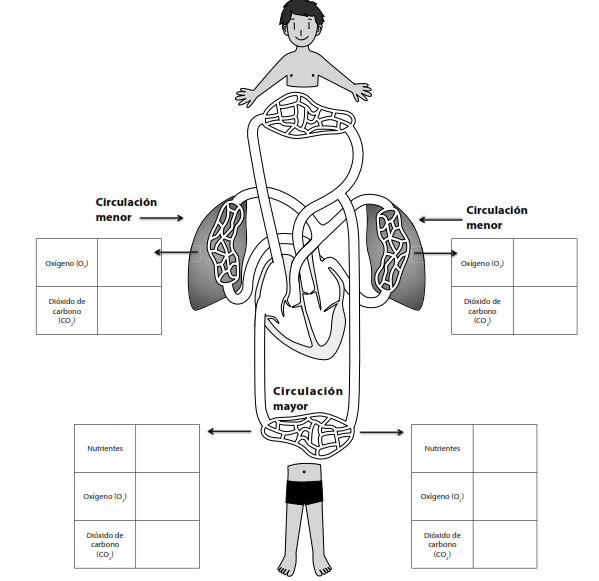 Circulación
menor
Circulación
menor
Oxígeno (O₂)
Dióxido de
carbono
(CO₂)
Oxígeno (O₂)
Dióxido de
carbono
(CO₂)
Circulación
mayor
Nutrientes
Oxígeno (O₂)
Dióxido de
carbono
(CO₂)
Nutrientes
Oxígeno (O₂)
Dióxido de
carbono
(CO₂)